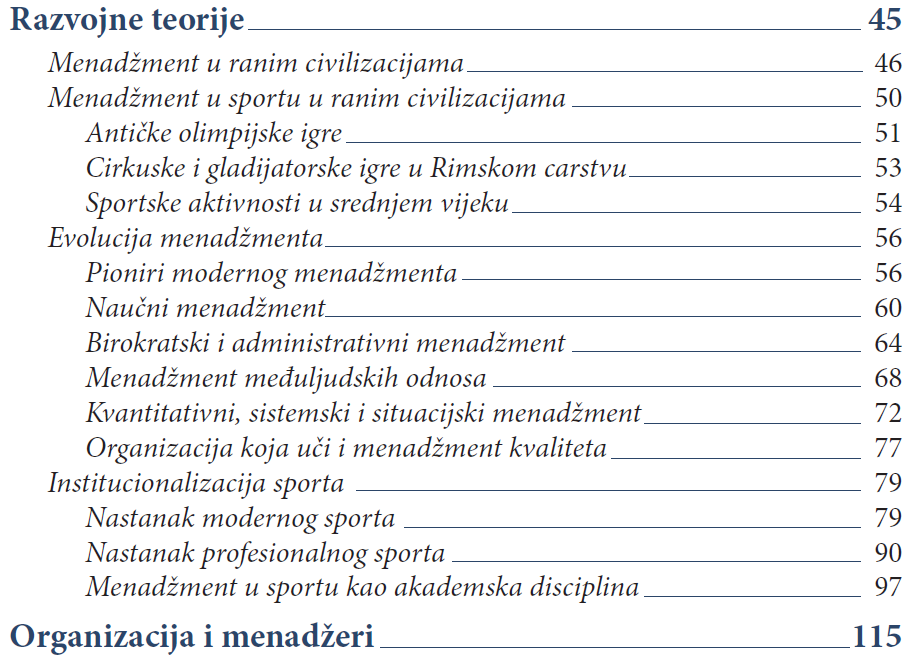 Razvojne teorije 45
Menadžment u ranim civilizacijama 46
Menadžment u sportu u ranim civilizacijama 50
Antičke olimpijske igre 51
Cirkuske i gladijatorske igre u Rimskom carstvu 53
Sportske aktivnosti u srednjem vijeku 54
Evolucija menadžmenta 56
Pioniri modernog menadžmenta 56
Naučni menadžment 60
Birokratski i administrativni menadžment 64
Menadžment međuljudskih odnosa 68
Kvantitativni, sistemski i situacijski menadžment 72
Organizacija koja uči i menadžment kvaliteta 77
Institucionalizacija sporta 79
Nastanak modernog sporta 79
Nastanak profesionalnog sporta 90
Menadžment u sportu kao akademska disciplina 97
Organizacija i menadžeri 115